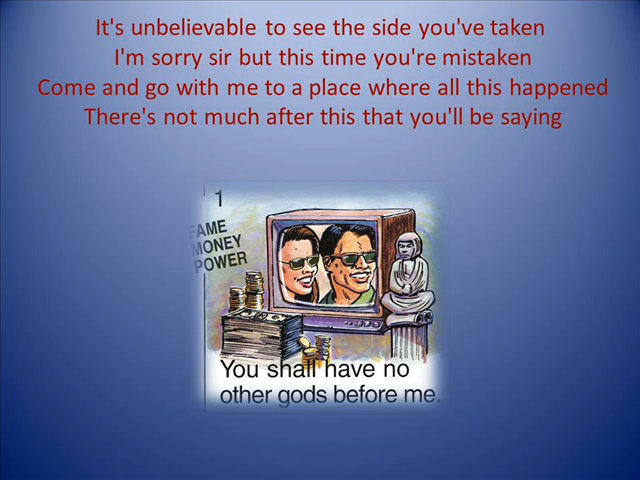 It's unbelievable to see the side you've taken
I'm sorry sir but this time you're mistaken
Come and go with me to a place where all this happened
There's not much after this that you'll be saying
1
FAME
MONEY
POWER
You shall have no
other gods before me.